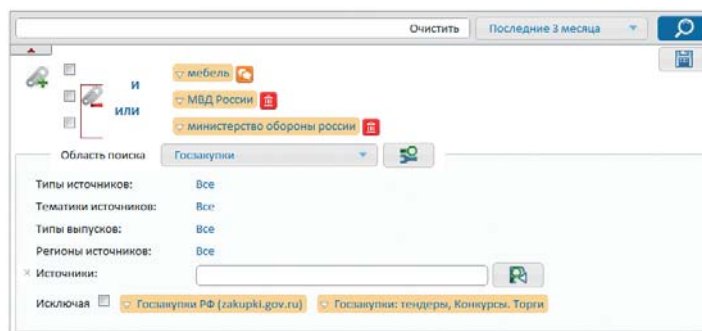 Очистить Последние 3 месяца
мебель
и
МВД России
или
министерство обороны россии
Область поиска Госзакупки
Типы источников: Все
Тематики источников: Все
Типы выпусков: Все
Регионы источников: Все
× Источники:
Исключая Госзакупки РФ (zakupki.gov.ru) Госзакупки: тендеры, Конкурсы. Торги